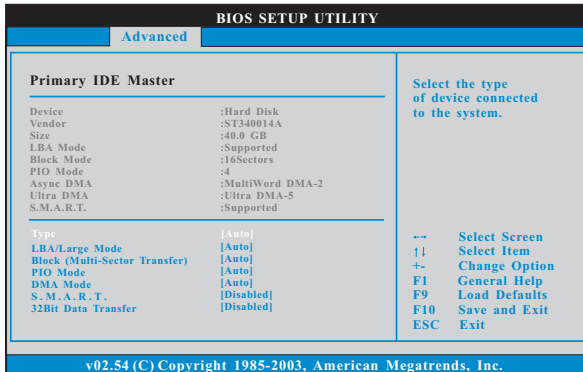 BIOS SETUP UTILITY
Advanced
Primary IDE Master
Device :Hard Disk
Vendor :ST340014A
Size :40.0 GB
LBA Mode :Supported
Block Mode :16Sectors
PIO Mode :4
Async DMA :MultiWord DMA-2
Ultra DMA :Ultra DMA-5
S.M.A.R.T. :Supported
Type [Auto]
LBA/Large Mode [Auto]
Block (Multi-Sector Transfer) [Auto]
PIO Mode [Auto]
DMA Mode [Auto]
S.M.A.R.T. [Disabled]
32Bit Data Transfer [Disabled]
Select the type
of device connected
to the system.
←→ Select Screen
↑↓ Select Item
+- Change Option
F1 General Help
F9 Load Defaults
F10 Save and Exit
ESC Exit
v02.54 (C) Copyright 1985-2003, American Megatrends, Inc.